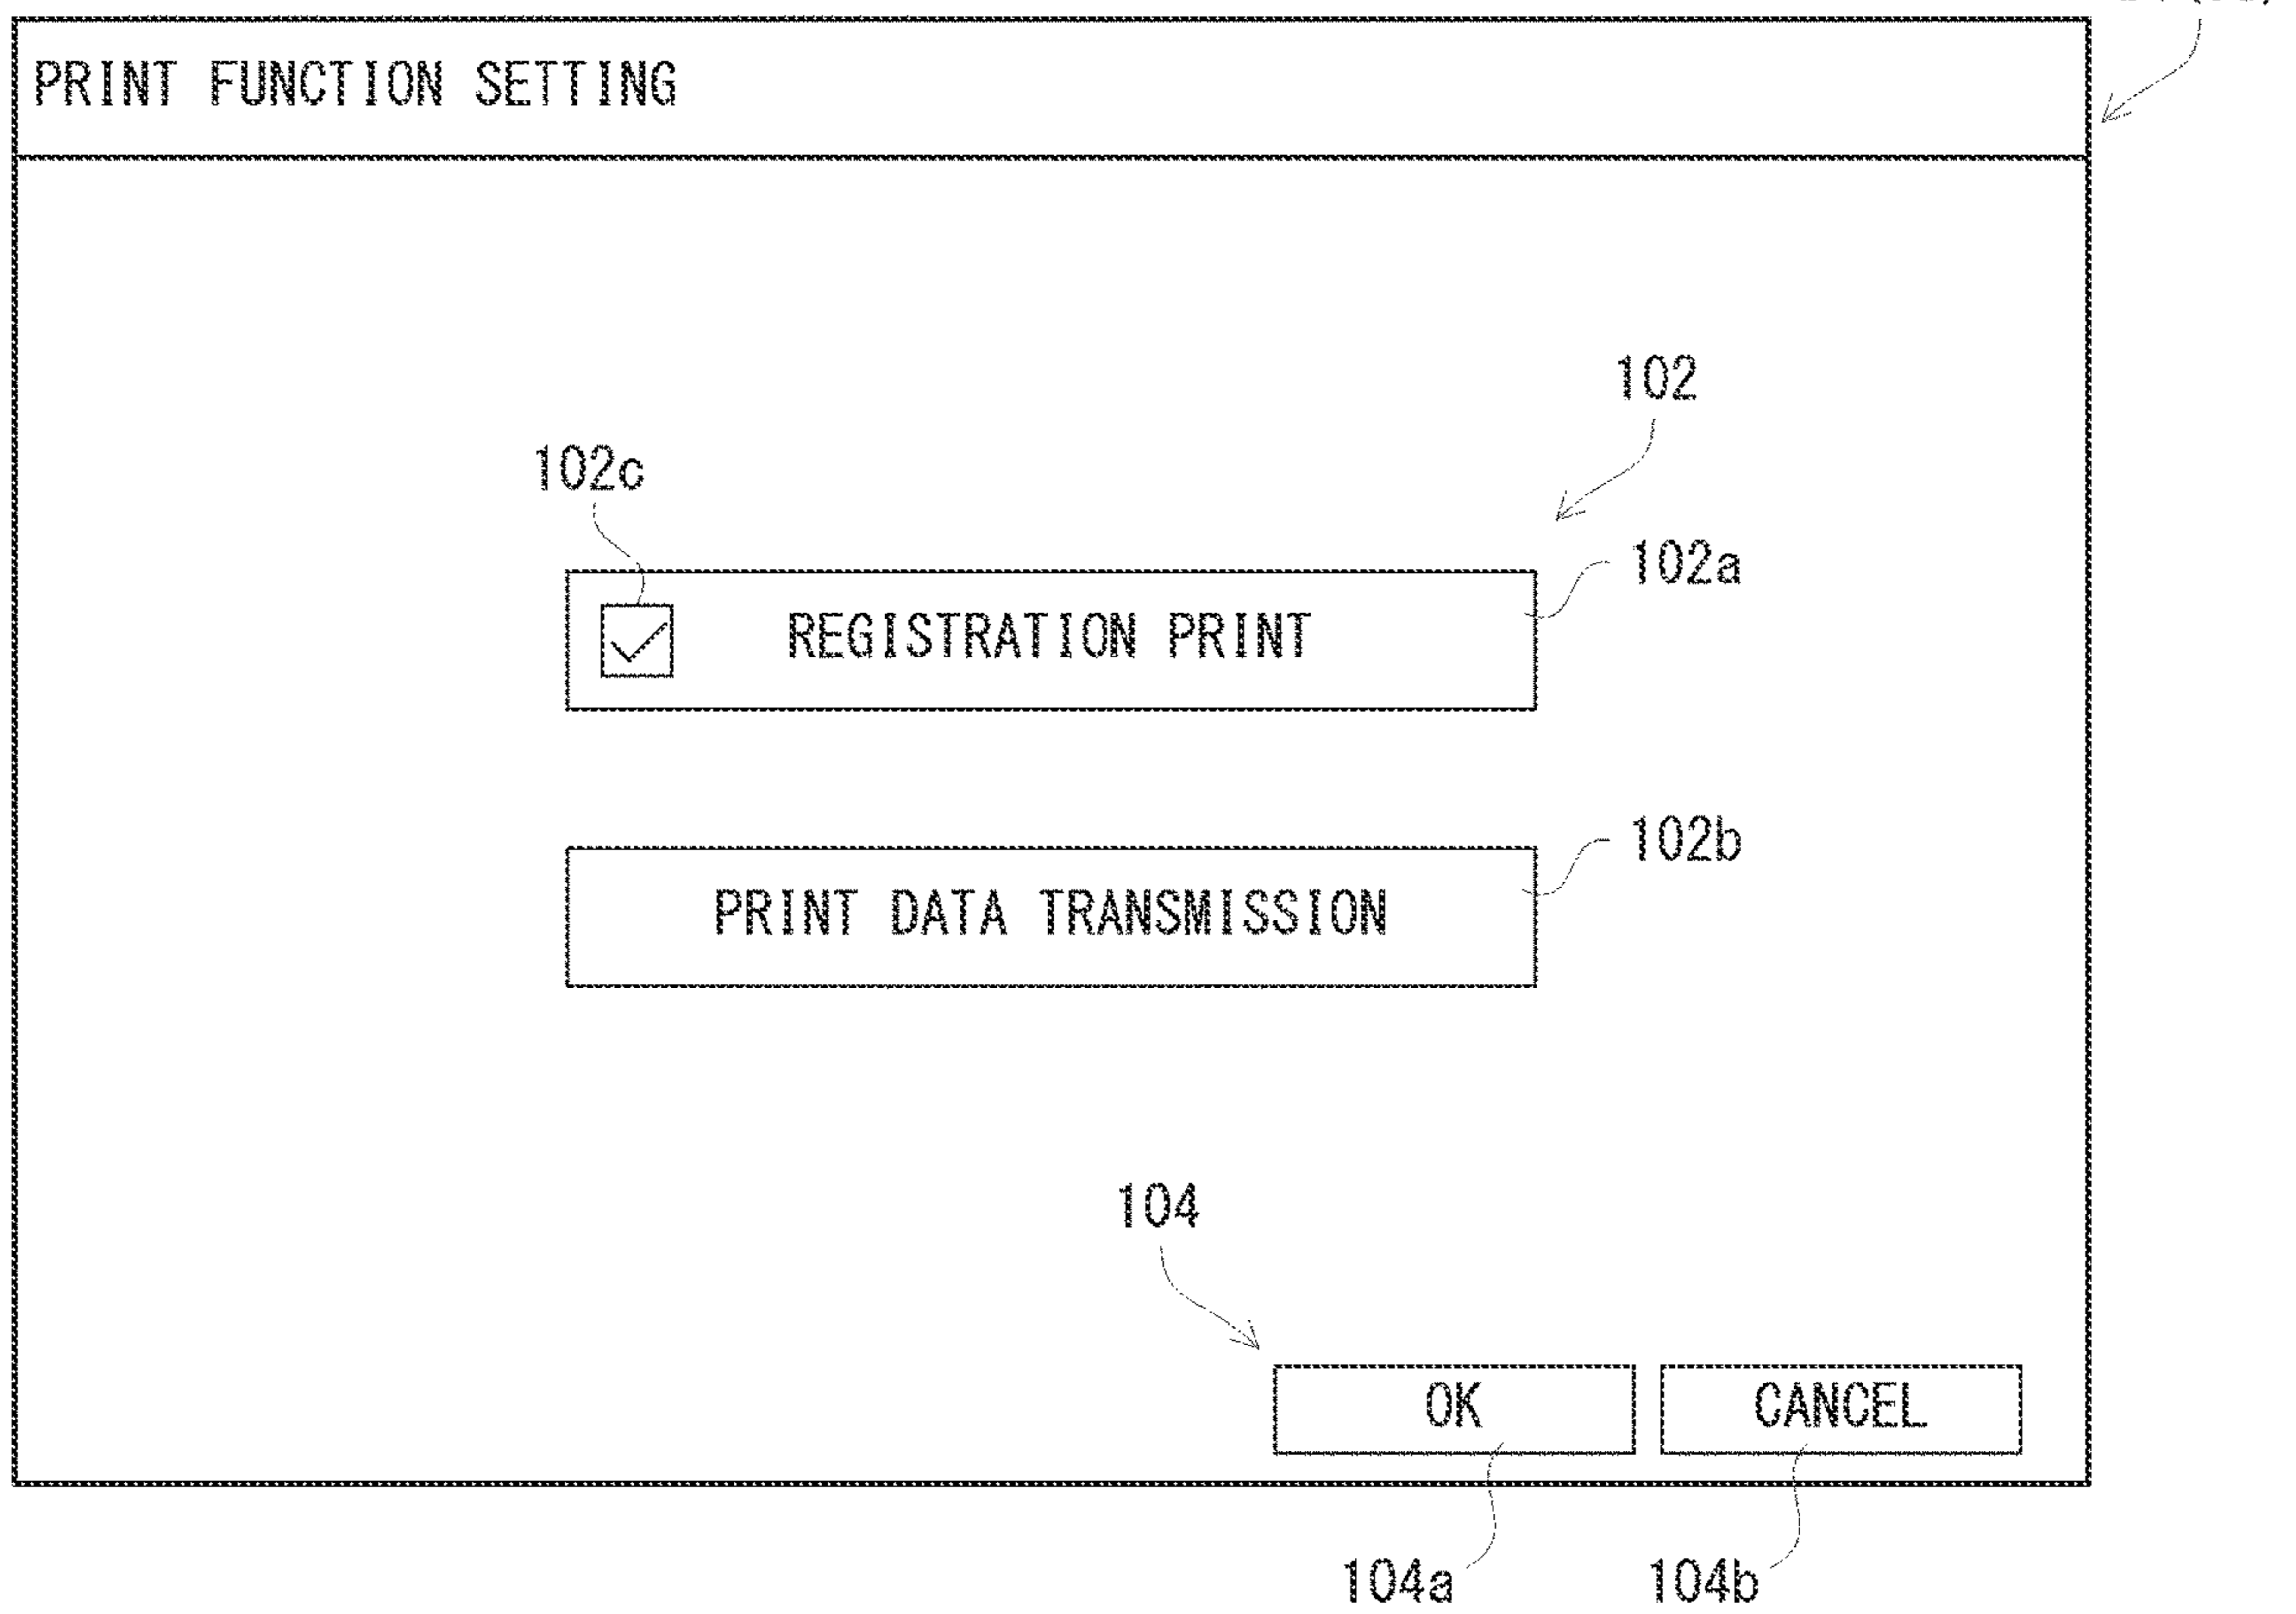 PRINT FUNCTION SETTING
102
102c
102a
REGISTRATION PRINT
102b
PRINT DATA TRANSMISSION
104
OK CANCEL
104a 104b